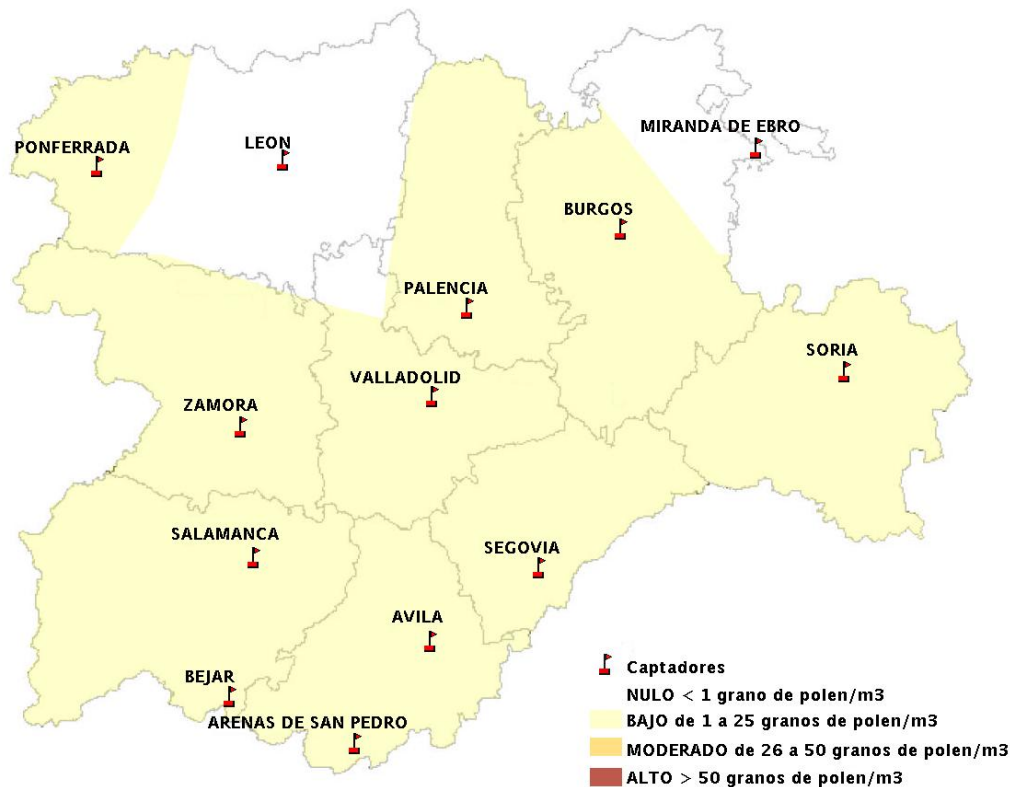 MIRANDA DE EBRO
PONFERRADA
LEON
BURGOS
PALENCIA
SORIA
VALLADOLID
ZAMORA
SALAMANCA
SEGOVIA
AVILA
BEJAR
ARENAS DE SAN PEDRO
Captadores
NULO < 1 grano de polen/m3
BAJO de 1 a 25 granos de polen/m3
MODERADO de 26 a 50 granos de polen/m3
ALTO > 50 granos de polen/m3